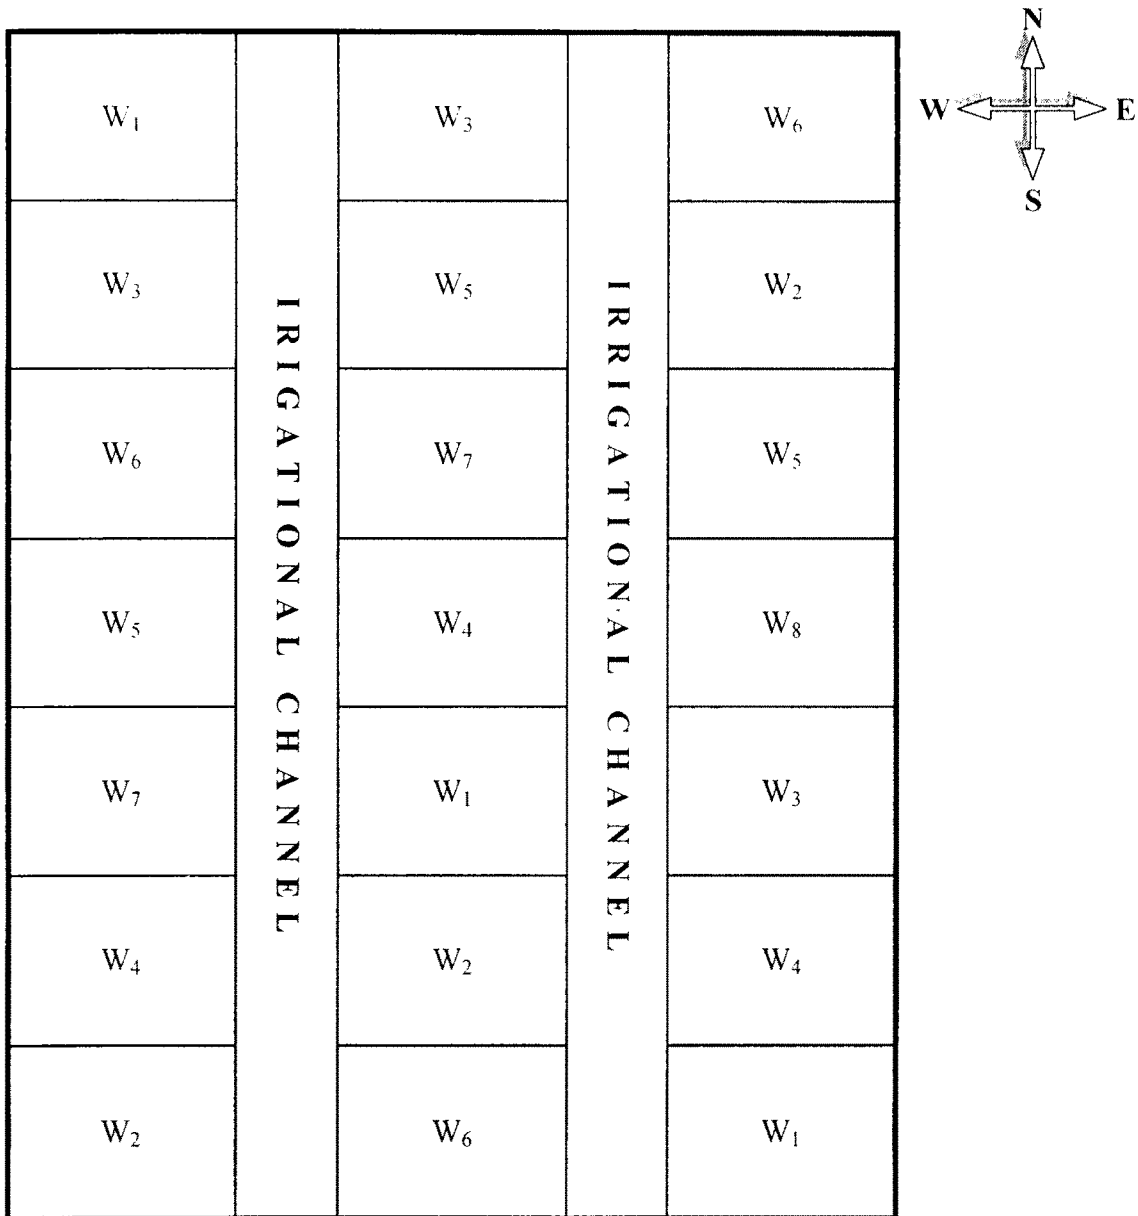 N
W E
S
W₁ W₃ W₆
W₃ W₅ W₂
W₆ W₇ W₅
W₅ W₄ W₈
W₇ W₁ W₃
W₄ W₂ W₄
W₂ W₆ W₁
IRIGATIONAL CHANNEL
IRRIGATIONAL CHANNEL